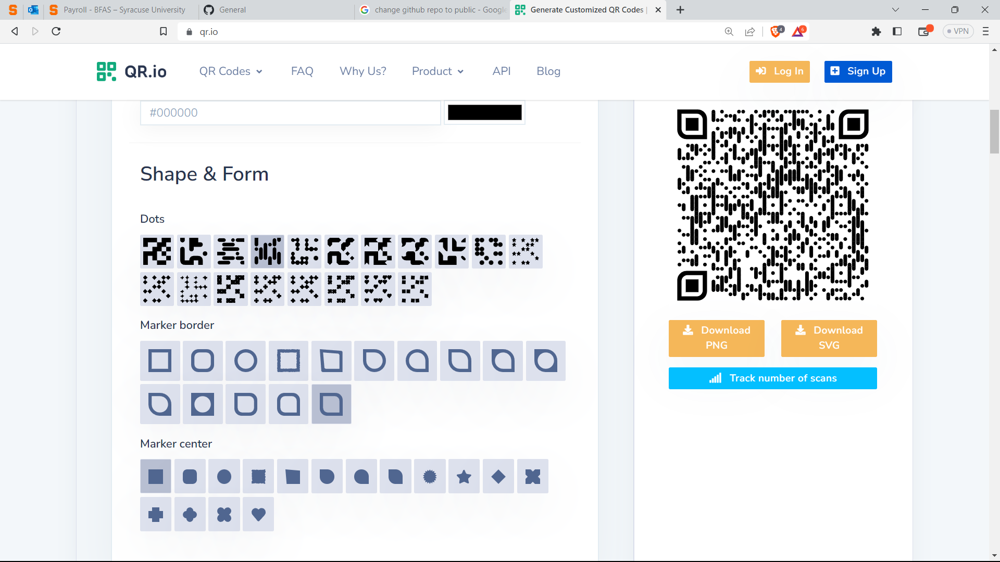 Payroll - BFAS – Syracuse University
General
change github repo to public - Google
Generate Customized QR Codes |
qr.io
4
6
VPN
QR.io
QR Codes
FAQ
Why Us?
Product
API
Blog
Log In
Sign Up
#000000
Shape & Form
Dots
Marker border
Marker center
Download
PNG
Download
SVG
Track number of scans